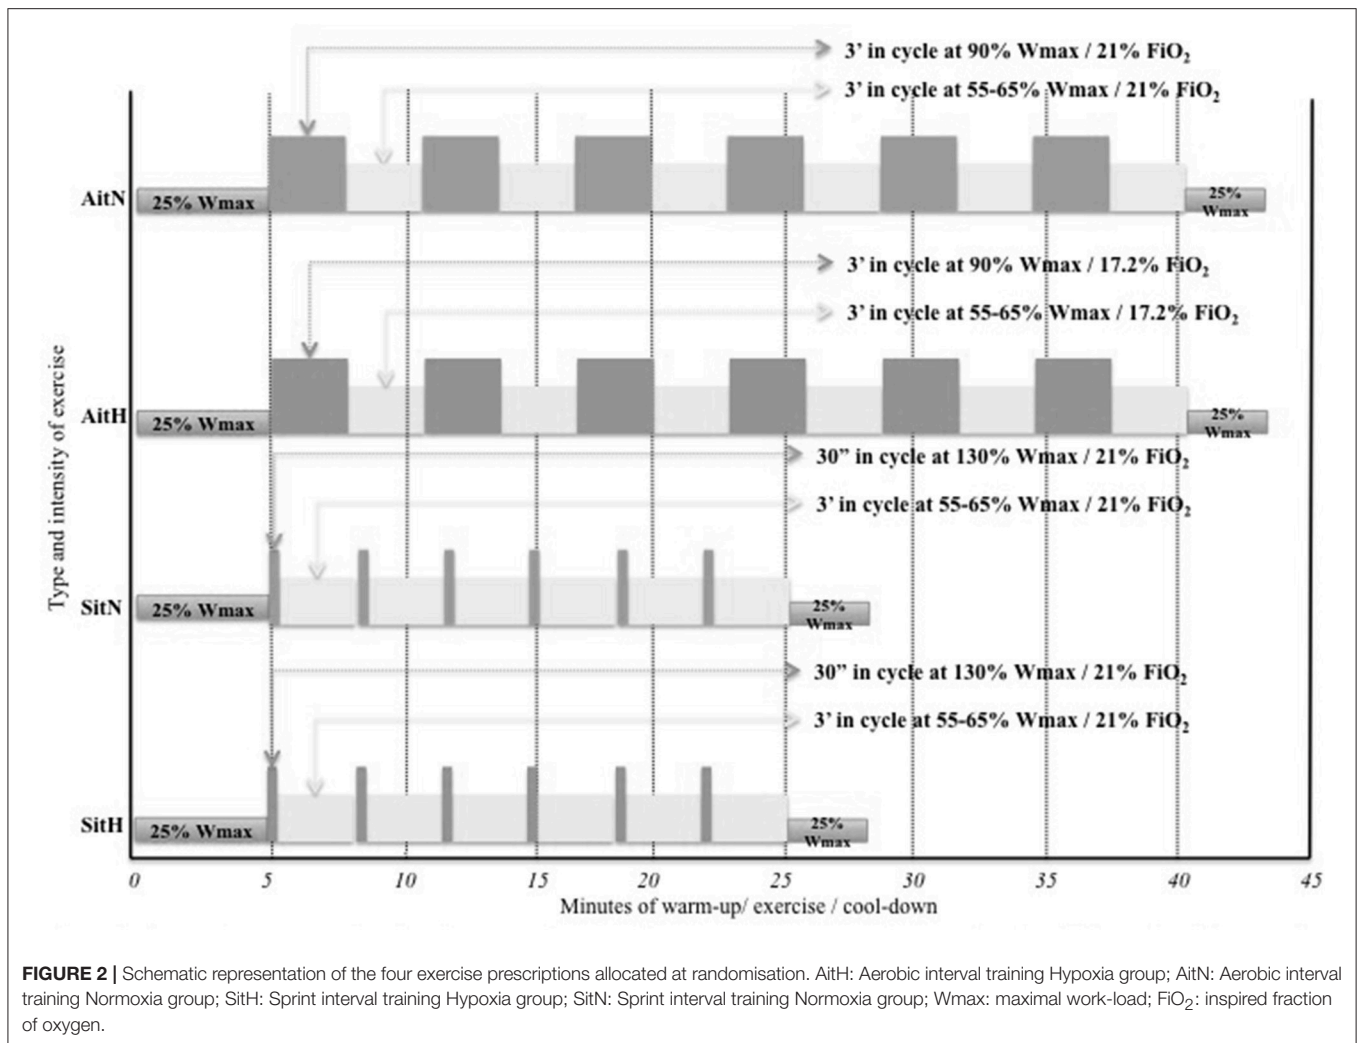 3’ in cycle at 90% Wmax / 21% FiO₂
3’ in cycle at 55-65% Wmax / 21% FiO₂
AitN
25% Wmax
25%
Wmax
3’ in cycle at 90% Wmax / 17.2% FiO₂
3’ in cycle at 55-65% Wmax / 17.2% FiO₂
AitH
25% Wmax
25%
Wmax
30” in cycle at 130% Wmax / 21% FiO₂
3’ in cycle at 55-65% Wmax / 21% FiO₂
SitN
25% Wmax
25%
Wmax
30” in cycle at 130% Wmax / 21% FiO₂
3’ in cycle at 55-65% Wmax / 21% FiO₂
SitH
25% Wmax
25%
Wmax
Type and intensity of exercise
0 5 10 15 20 25 30 35 40 45
Minutes of warm-up/ exercise / cool-down
FIGURE 2 | Schematic representation of the four exercise prescriptions allocated at randomisation. AitH: Aerobic interval training Hypoxia group; AitN: Aerobic interval
training Normoxia group; SitH: Sprint interval training Hypoxia group; SitN: Sprint interval training Normoxia group; Wmax: maximal work-load; FiO₂: inspired fraction
of oxygen.